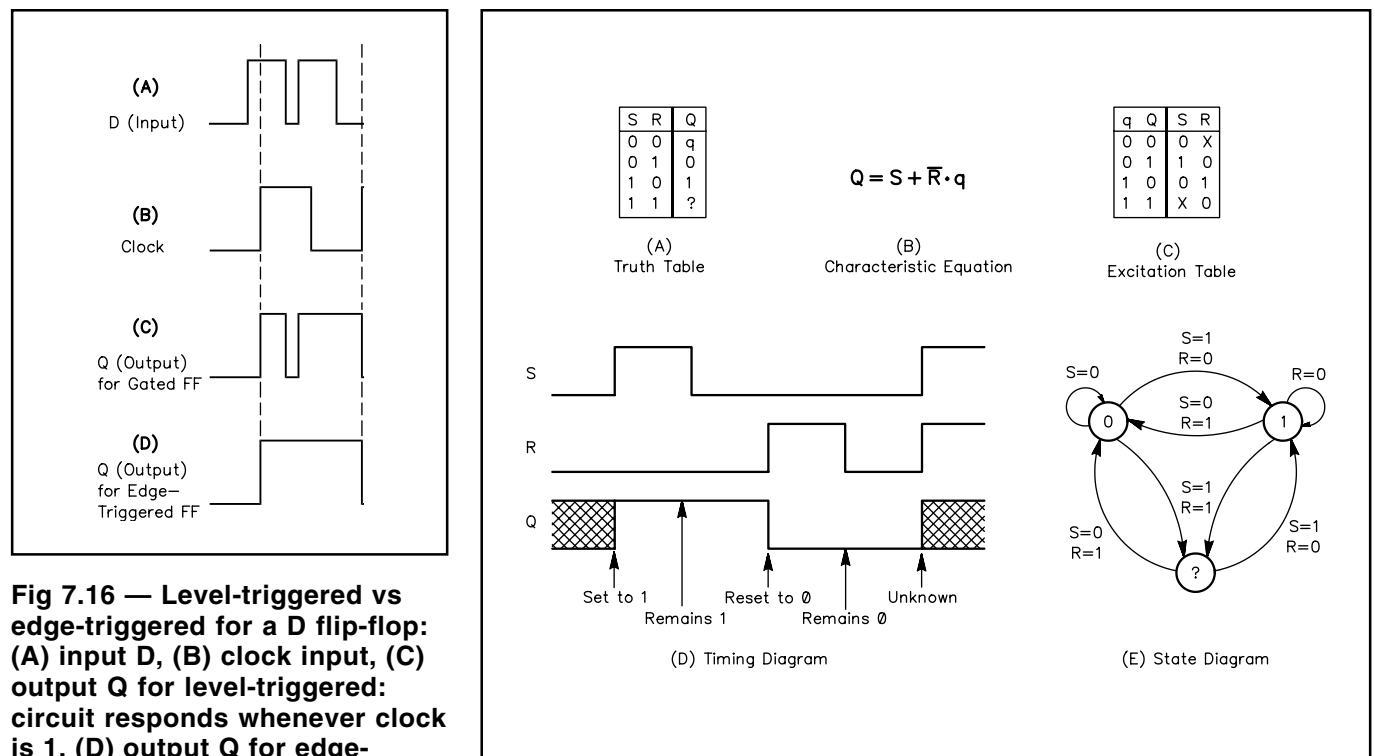 (A)
D (Input)
(B)
Clock
(C)
Q (Output)
for Gated FF
(D)
Q (Output)
for Edge–
Triggered FF
Fig 7.16 — Level-triggered vs
edge-triggered for a D flip-flop:
(A) input D, (B) clock input, (C)
output Q for level-triggered:
circuit responds whenever clock
is 1, (D) output Q for edge-
S R Q
0 0 q
0 1 0
1 0 1
1 1 ?
(A)
Truth Table
Q = S + R̅·q
(B)
Characteristic Equation
q Q S R
0 0 0 X
0 1 1 0
1 0 0 1
1 1 X 0
(C)
Excitation Table
S
R
Q
Set to 1
Remains 1
Reset to 0
Remains 0
Unknown
(D) Timing Diagram
S=1
R=0
S=0
R=0
S=0
R=1
0
1
S=1
R=1
S=0
R=1
S=1
R=0
?
(E) State Diagram